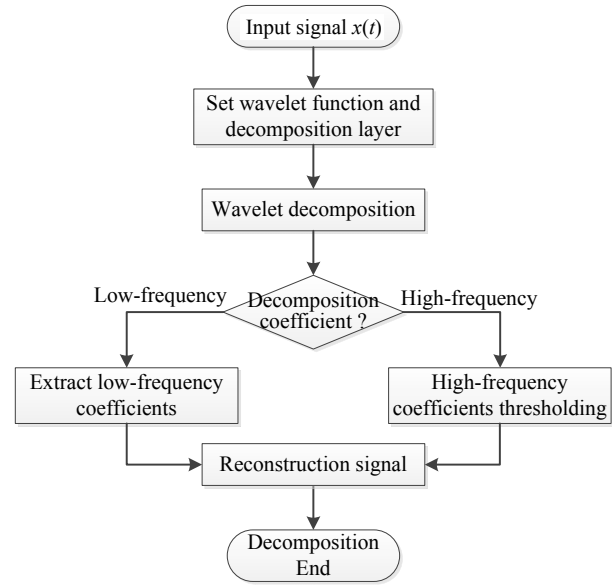 Input signal x(t)
Set wavelet function and
decomposition layer
Wavelet decomposition
Low-frequency
Decomposition
coefficient ?
High-frequency
Extract low-frequency
coefficients
High-frequency
coefficients thresholding
Reconstruction signal
Decomposition
End